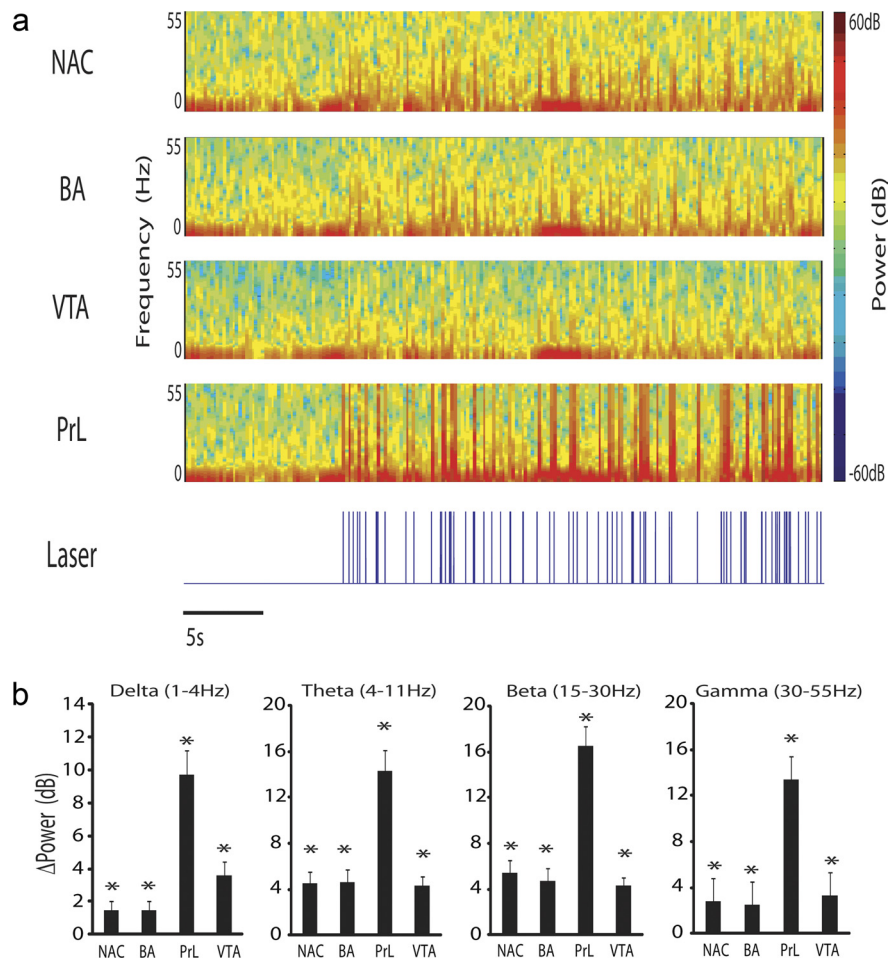 a
NAC
BA
VTA
PrL
Laser
Frequency (Hz)
55
0
55
0
55
0
55
0
60dB
-60dB
Power (dB)
5s
b
ΔPower (dB)
Delta (1-4Hz)
14
12
10
8
6
4
2
0
* * * *
NAC BA PrL VTA
Theta (4-11Hz)
20
16
12
8
4
0
* * * *
NAC BA PrL VTA
Beta (15-30Hz)
20
16
12
8
4
0
* * * *
NAC BA PrL VTA
Gamma (30-55Hz)
20
16
12
8
4
0
* * * *
NAC BA PrL VTA